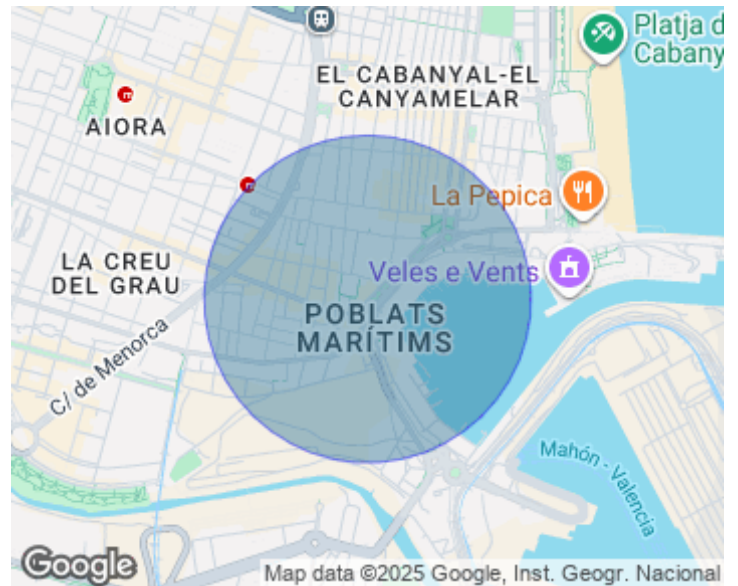 Platja d
Cabany
EL CABANYAL-EL
CANYAMELAR
AIORA
La Pepica
LA CREU
DEL GRAU
Veles e Vents
POBLATS
MARÍTIMS
C/ de Menorca
Mahón - Valencia
Google
Map data ©2025 Google, Inst. Geogr. Nacional